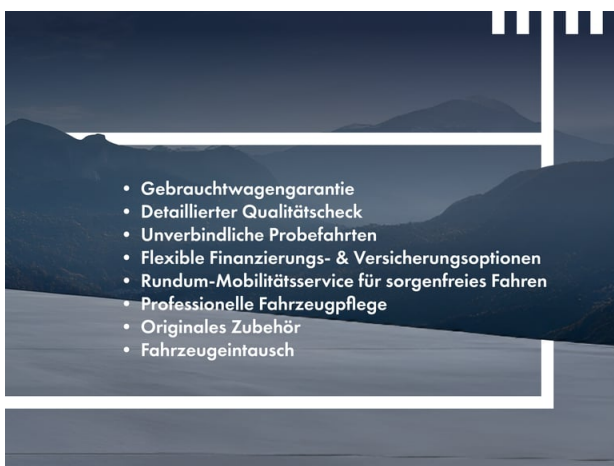 • Gebrauchtwagengarantie
• Detaillierter Qualitätscheck
• Unverbindliche Probefahrten
• Flexible Finanzierungs- & Versicherungsoptionen
• Rundum-Mobilitätsservice für sorgenfreies Fahren
• Professionelle Fahrzeugpflege
• Originales Zubehör
• Fahrzeugeintausch